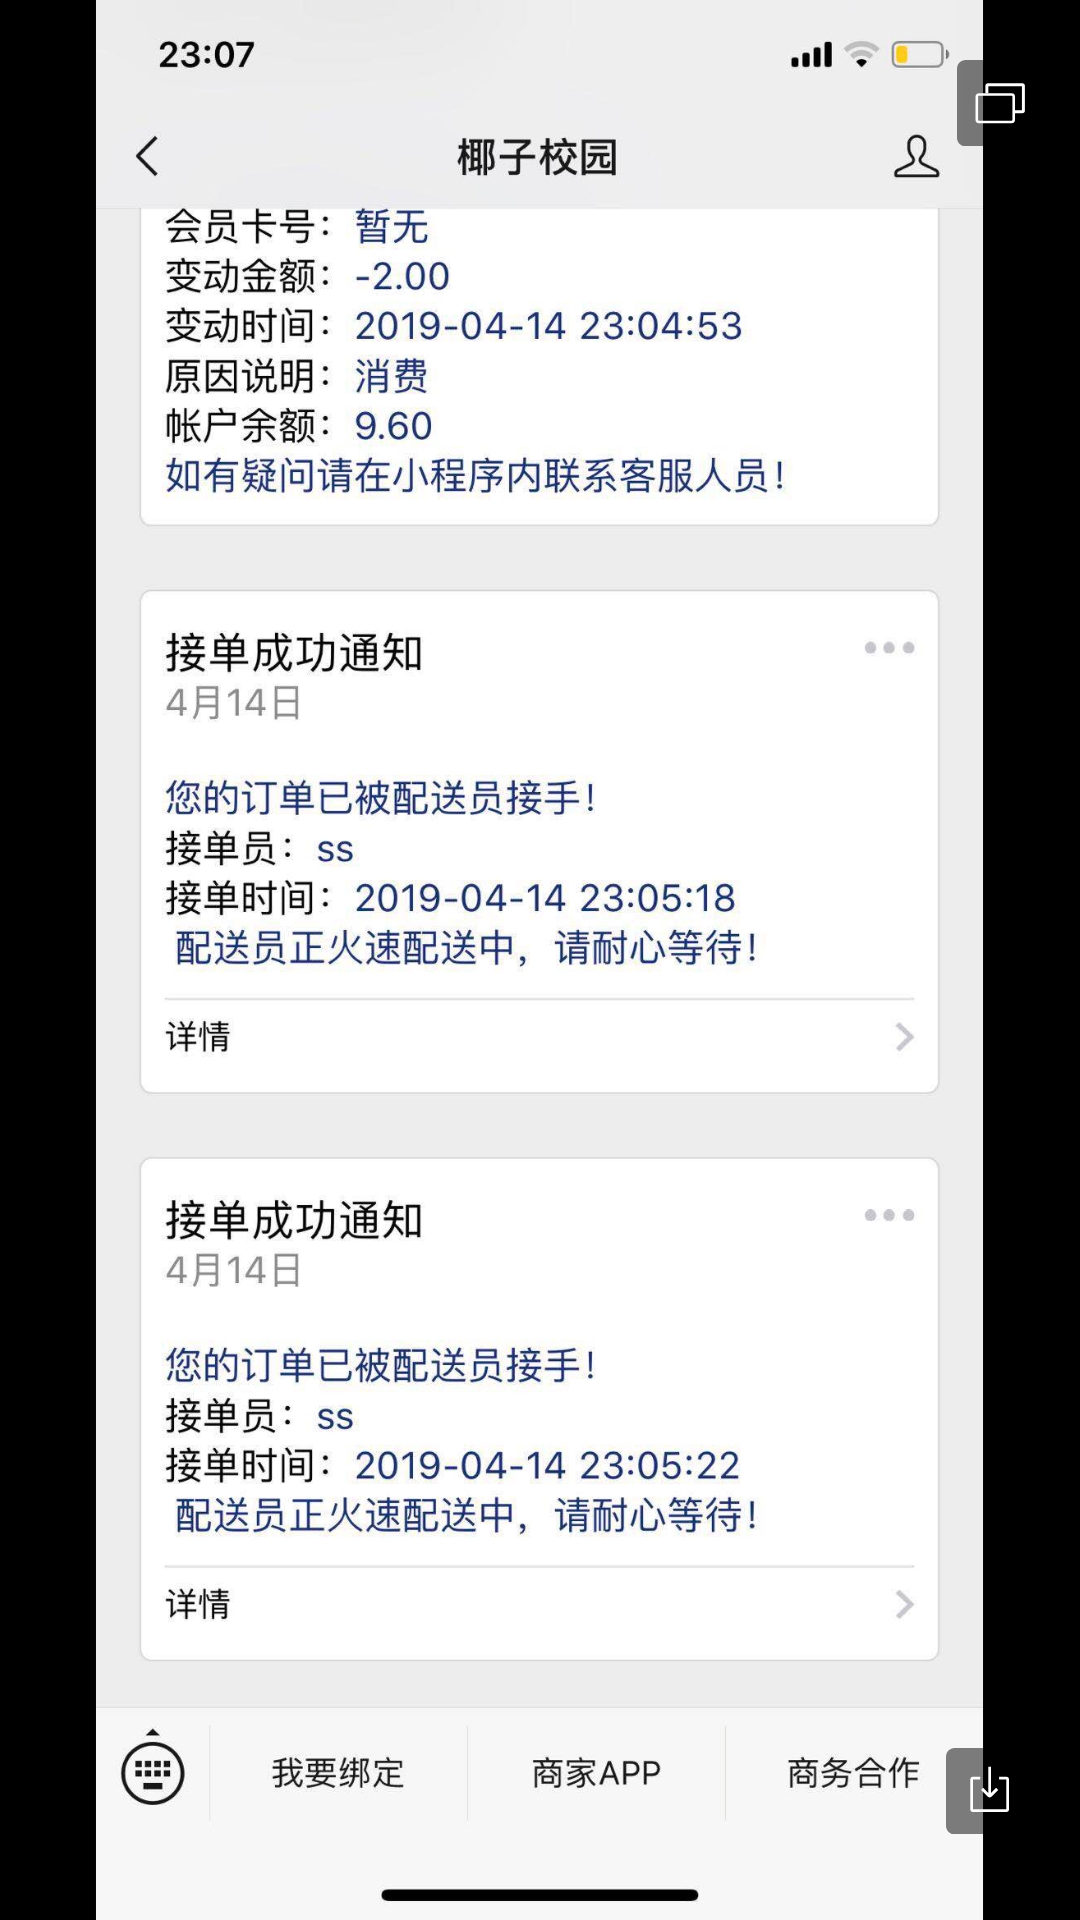 23:07
椰子校园
会员卡号：暂无
变动金额：-2.00
变动时间：2019-04-14 23:04:53
原因说明：消费
帐户余额：9.60
如有疑问请在小程序内联系客服人员！
接单成功通知
4月14日
您的订单已被配送员接手！
接单员：ss
接单时间：2019-04-14 23:05:18
配送员正火速配送中，请耐心等待！
详情
接单成功通知
4月14日
您的订单已被配送员接手！
接单员：ss
接单时间：2019-04-14 23:05:22
配送员正火速配送中，请耐心等待！
详情
我要绑定 商家APP 商务合作